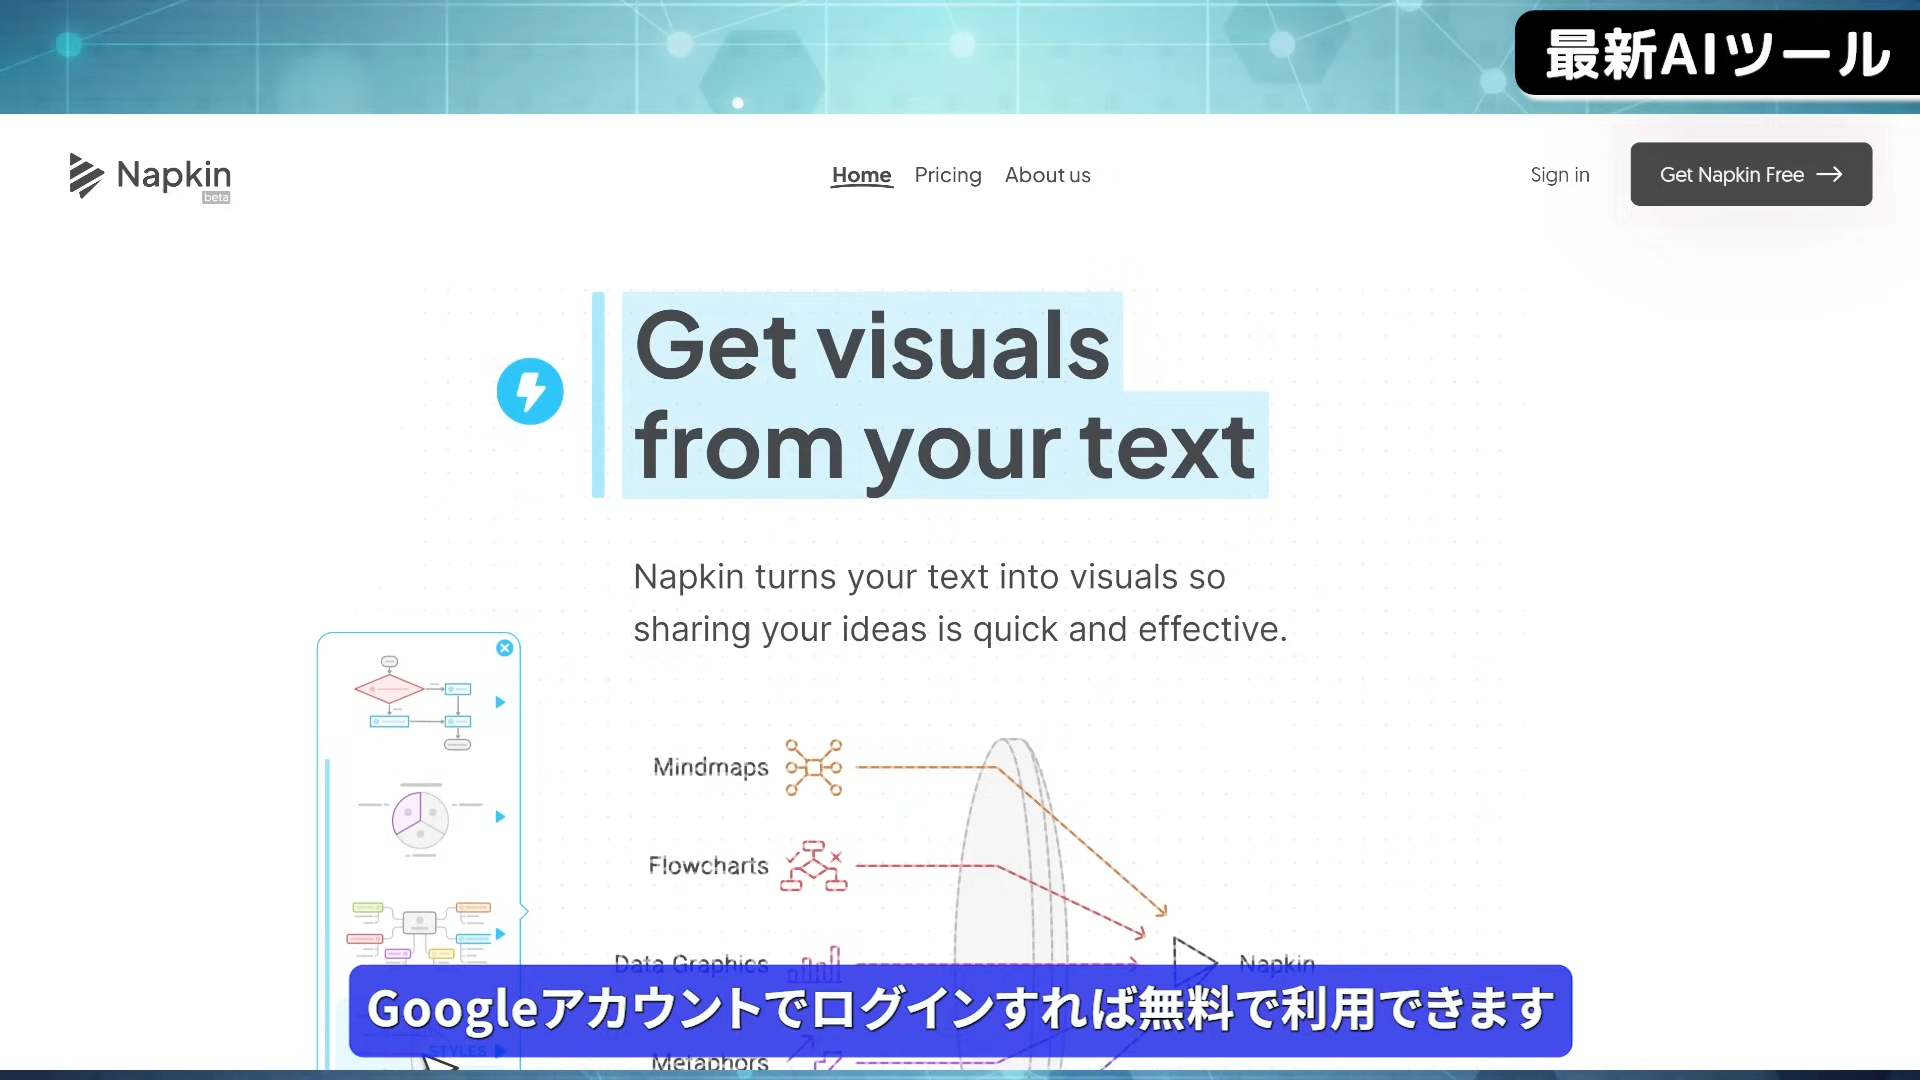 最新AIツール
Napkin
beta
Home
Pricing
About us
Sign in
Get Napkin Free
Get visuals
from your text
Napkin turns your text into visuals so
sharing your ideas is quick and effective.
Mindmaps
Flowcharts
Data Graphics
Napkin
Googleアカウントでログインすれば無料で利用できます
STYLES
Metaphors